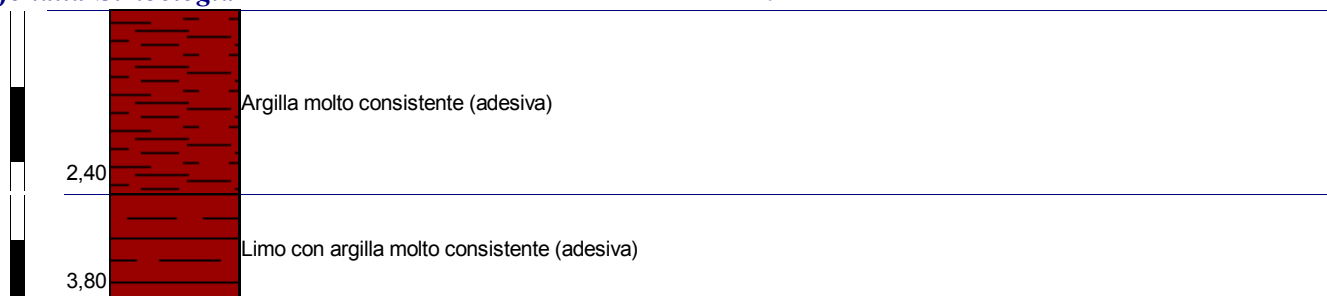 Argilla molto consistente (adesiva)
2,40
Limo con argilla molto consistente (adesiva)
3,80